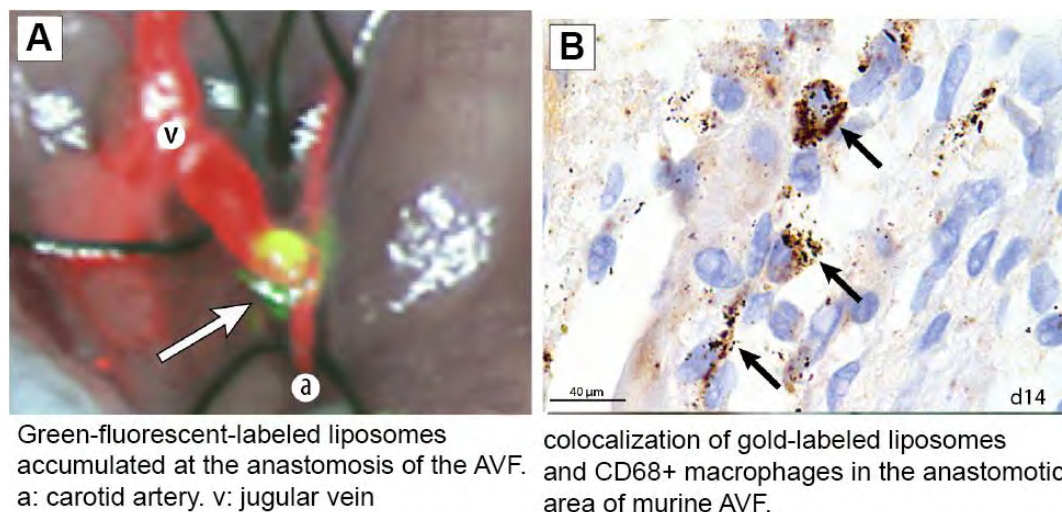 A
v
a
Green-fluorescent-labeled liposomes
accumulated at the anastomosis of the AVF.
a: carotid artery. v: jugular vein
B
40 µm
d14
colocalization of gold-labeled liposomes
and CD68+ macrophages in the anastomotic
area of murine AVF.